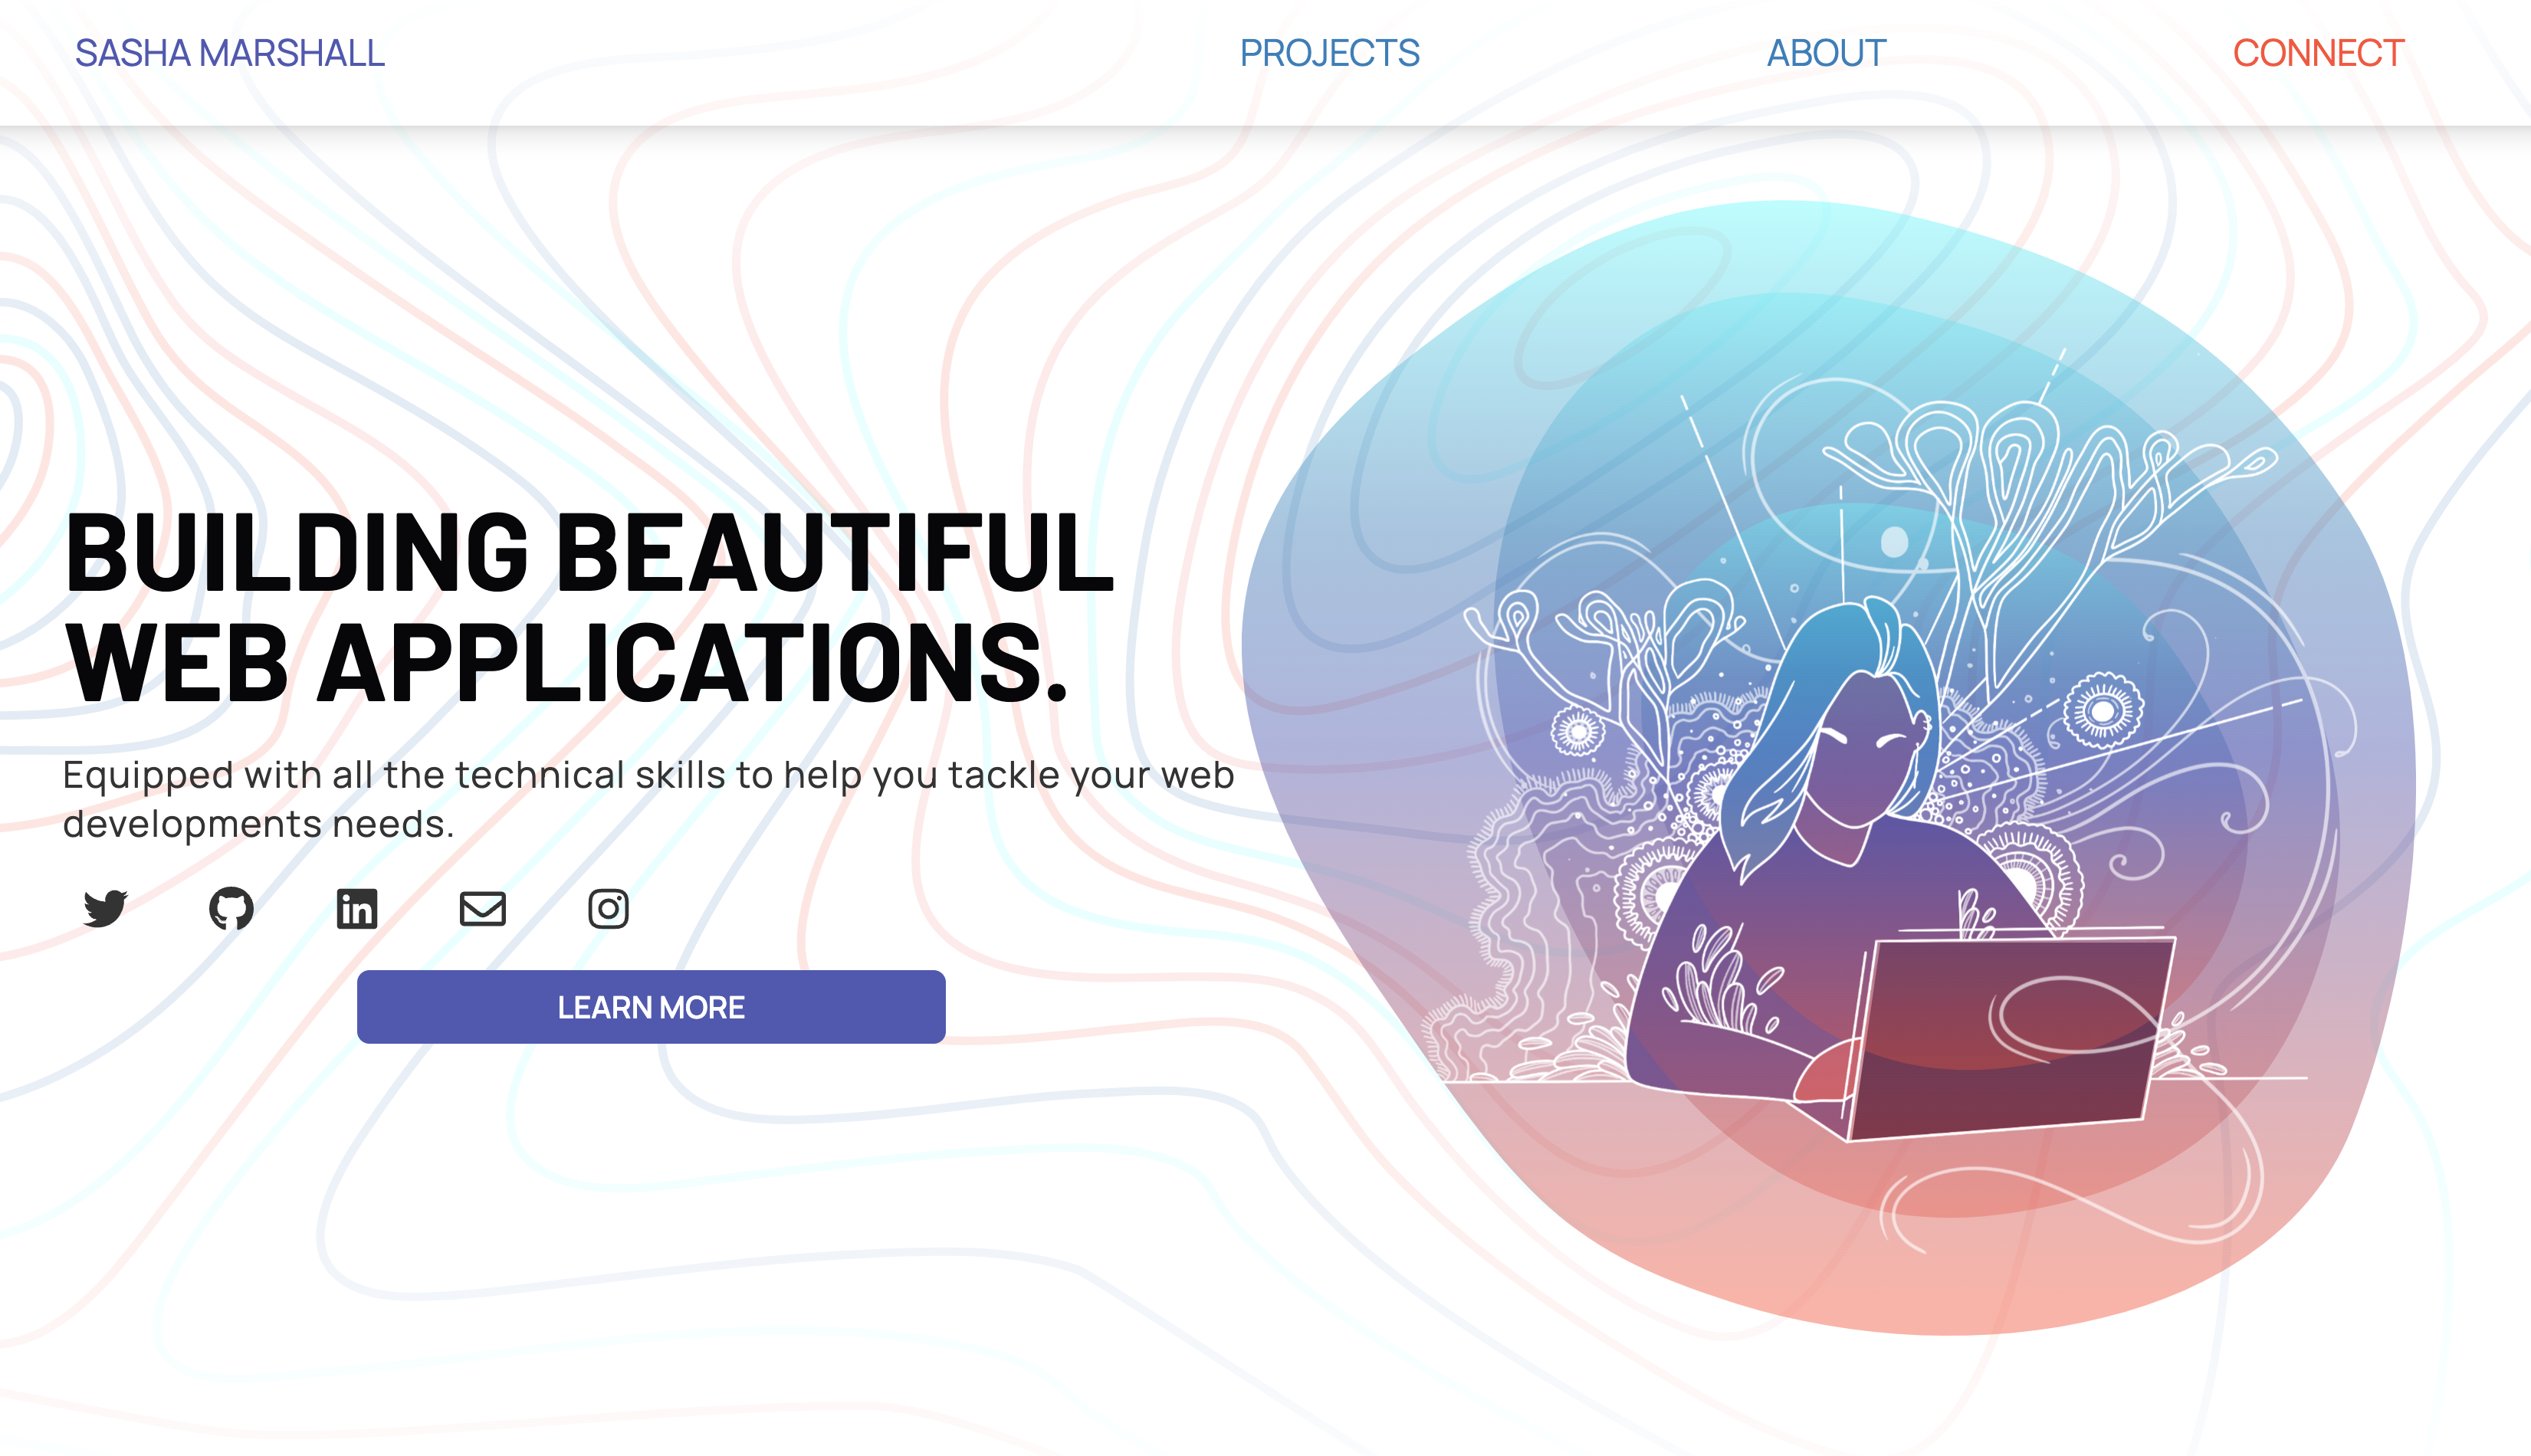 SASHA MARSHALL
PROJECTS
ABOUT
CONNECT
BUILDING BEAUTIFUL
WEB APPLICATIONS.
Equipped with all the technical skills to help you tackle your web
developments needs.
in
LEARN MORE